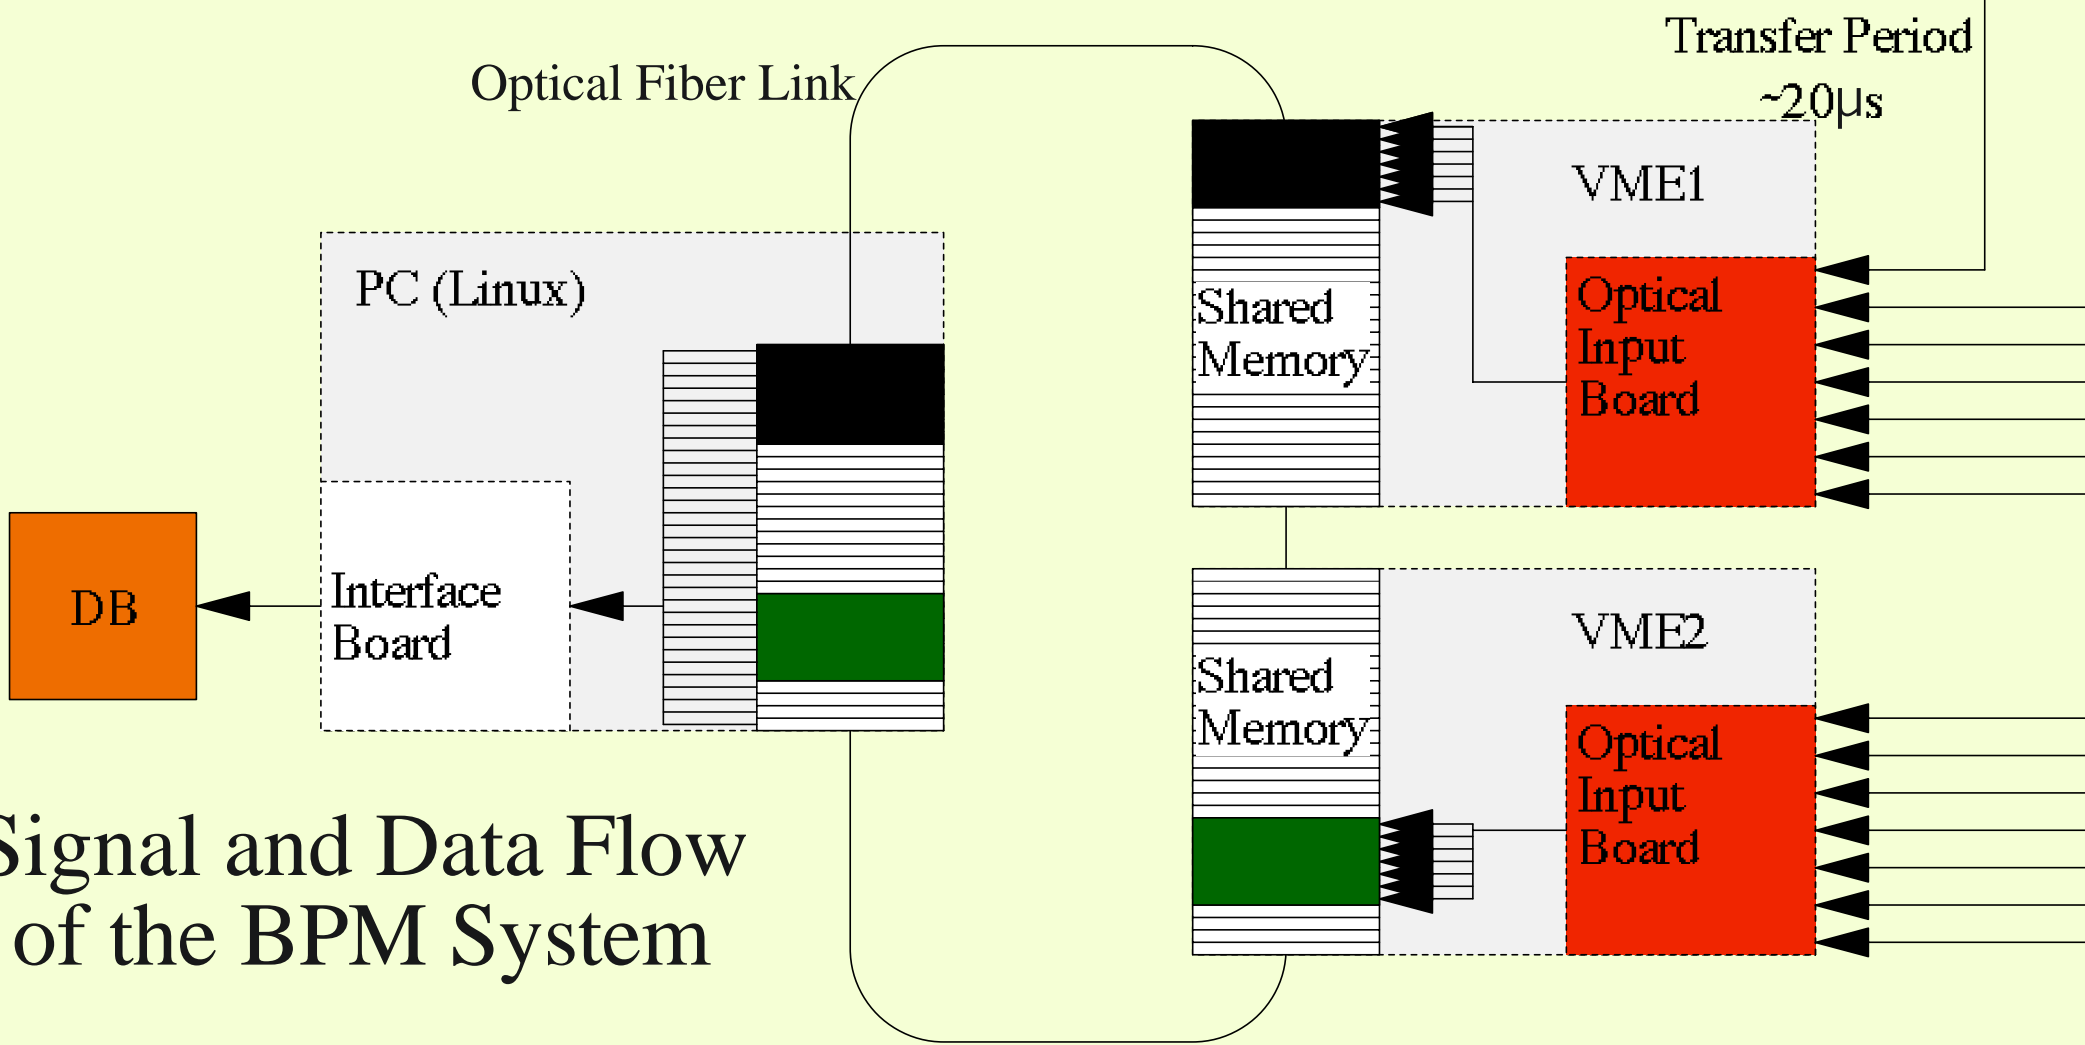 Transfer Period
~20µs
Optical Fiber Link
VME1
PC (Linux)
Optical
Input
Board
Shared
Memory
DB
Interface
Board
VME2
Shared
Memory
Optical
Input
Board
Signal and Data Flow
of the BPM System